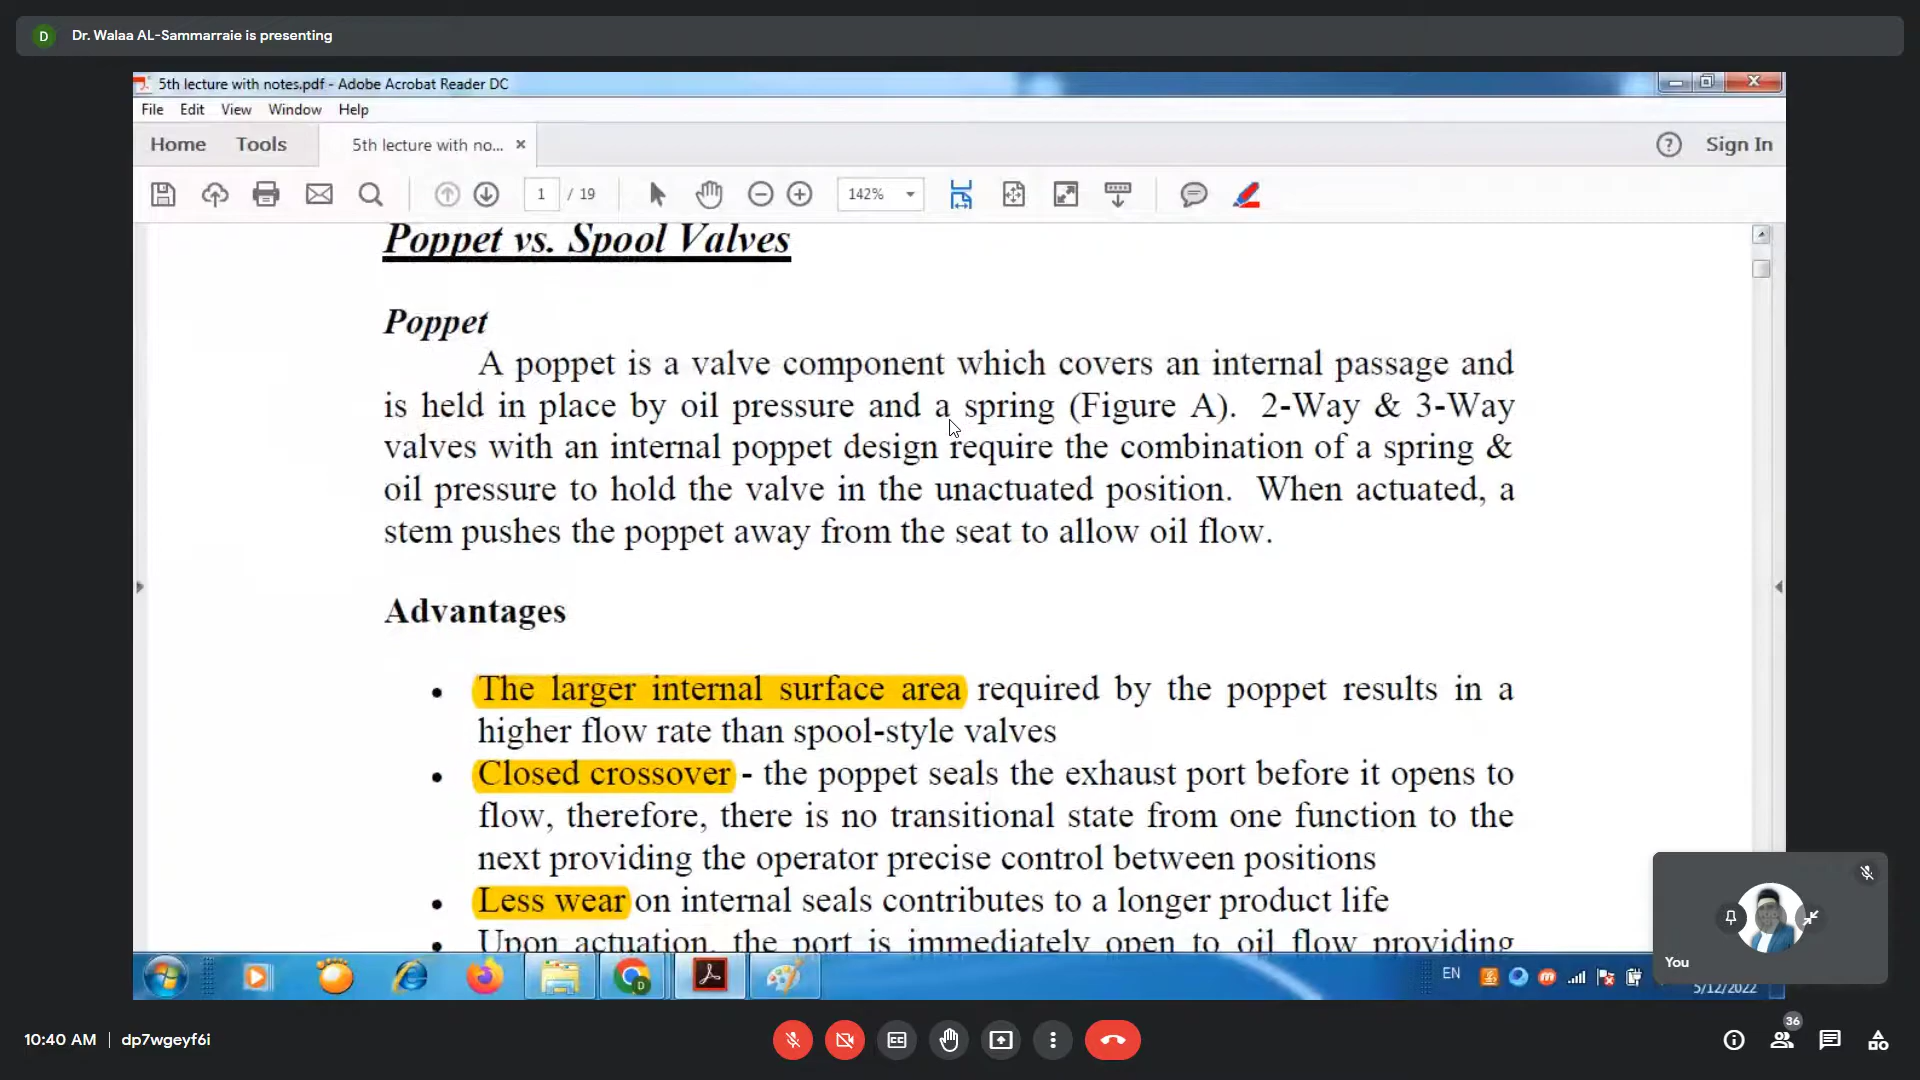 D Dr. Walaa AL-Sammarraie is presenting
5th lecture with notes.pdf - Adobe Acrobat Reader DC
File Edit View Window Help
Home Tools 5th lecture with no... × ? Sign In
1 / 19 142%
Poppet vs. Spool Valves
Poppet
A poppet is a valve component which covers an internal passage and
is held in place by oil pressure and a spring (Figure A). 2-Way & 3-Way
valves with an internal poppet design require the combination of a spring &
oil pressure to hold the valve in the unactuated position. When actuated, a
stem pushes the poppet away from the seat to allow oil flow.
Advantages
• The larger internal surface area required by the poppet results in a
higher flow rate than spool-style valves
• Closed crossover - the poppet seals the exhaust port before it opens to
flow, therefore, there is no transitional state from one function to the
next providing the operator precise control between positions
• Less wear on internal seals contributes to a longer product life
• Upon actuation, the port is immediately open to oil flow providing
You
D
EN
5/12/2022
10:40 AM | dp7wgeyf6i
36